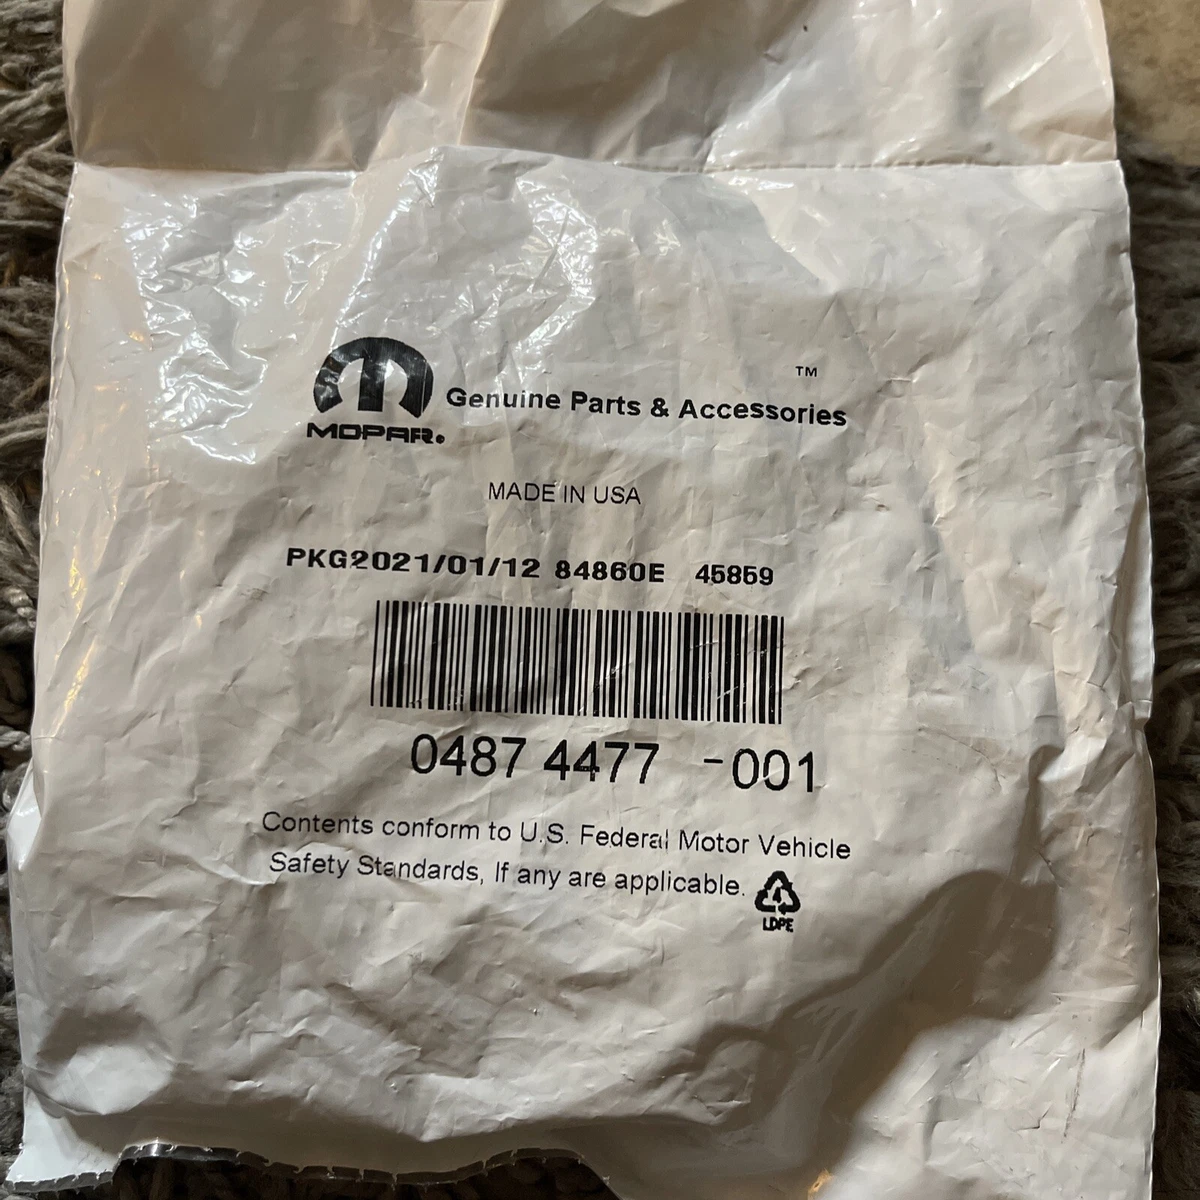 TM
MOPAR. Genuine Parts & Accessories
MADE IN USA
PKG2021/01/12 84860E 45859
0487 4477 -001
Contents conform to U.S. Federal Motor Vehicle
Safety Standards, If any are applicable.
4
LDPE